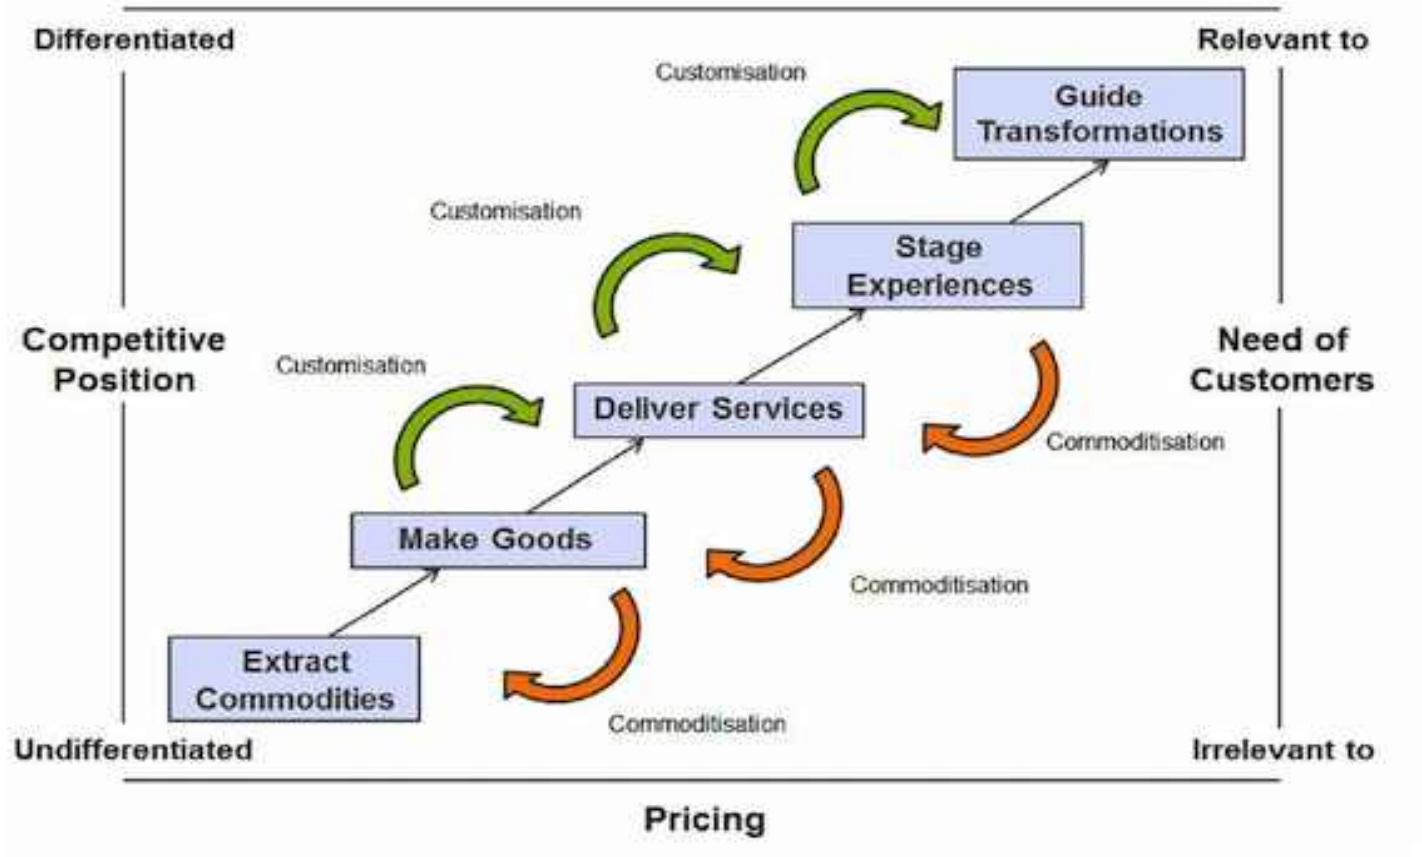 Differentiated
Relevant to
Customisation
Guide
Transformations
Customisation
Stage
Experiences
Competitive
Position
Need of
Customers
Customisation
Deliver Services
Commoditisation
Make Goods
Commoditisation
Extract
Commodities
Commoditisation
Undifferentiated
Irrelevant to
Pricing